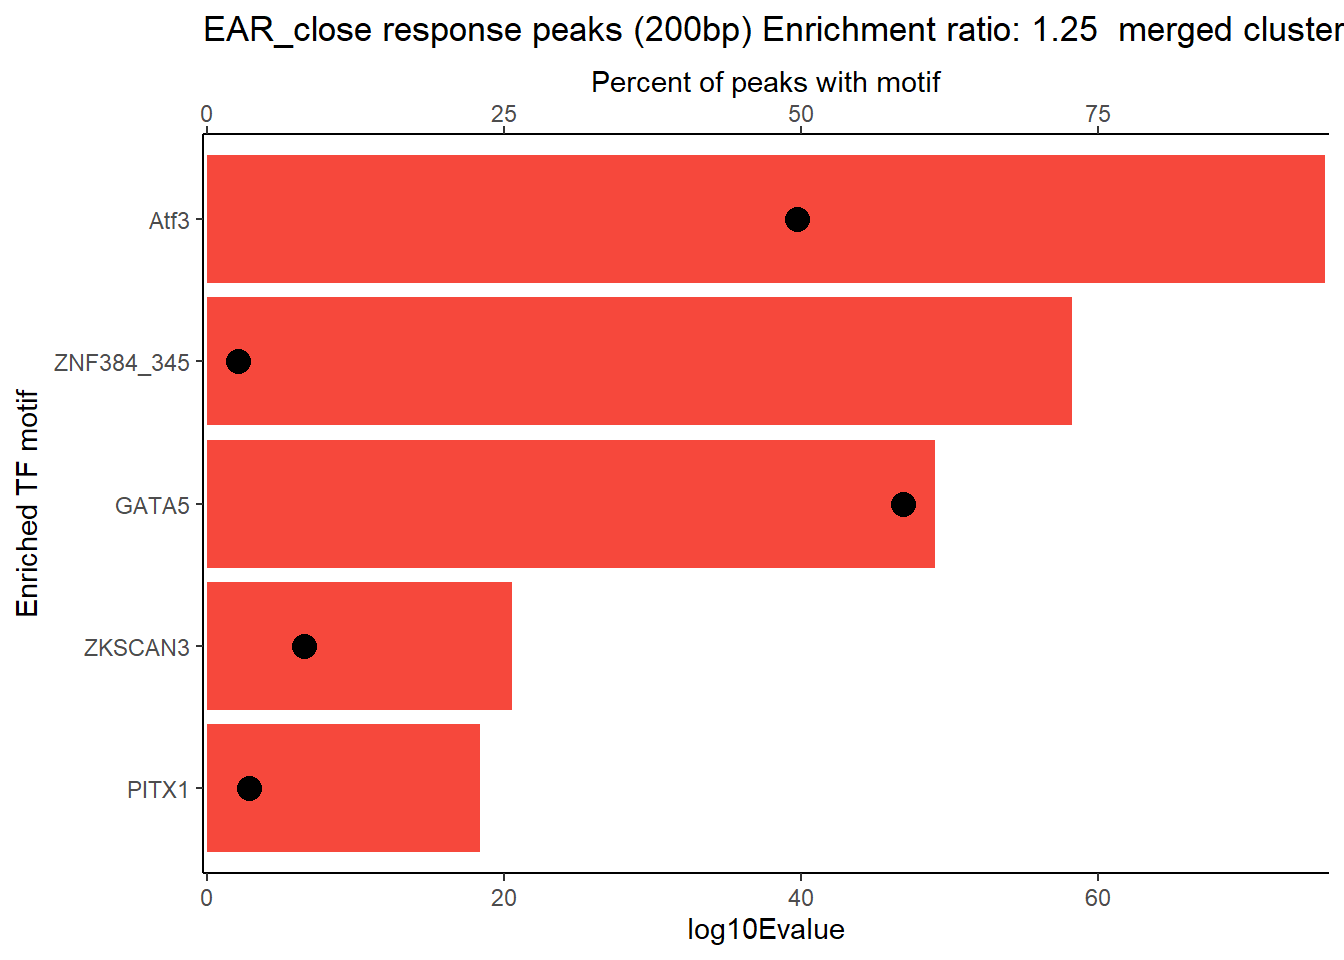 EAR_close response peaks (200bp) Enrichment ratio: 1.25  merged cluster
Percent of peaks with motif
0 25 50 75
Atf3
ZNF384_345
GATA5
ZKSCAN3
PITX1
Enriched TF motif
0 20 40 60
log10Evalue